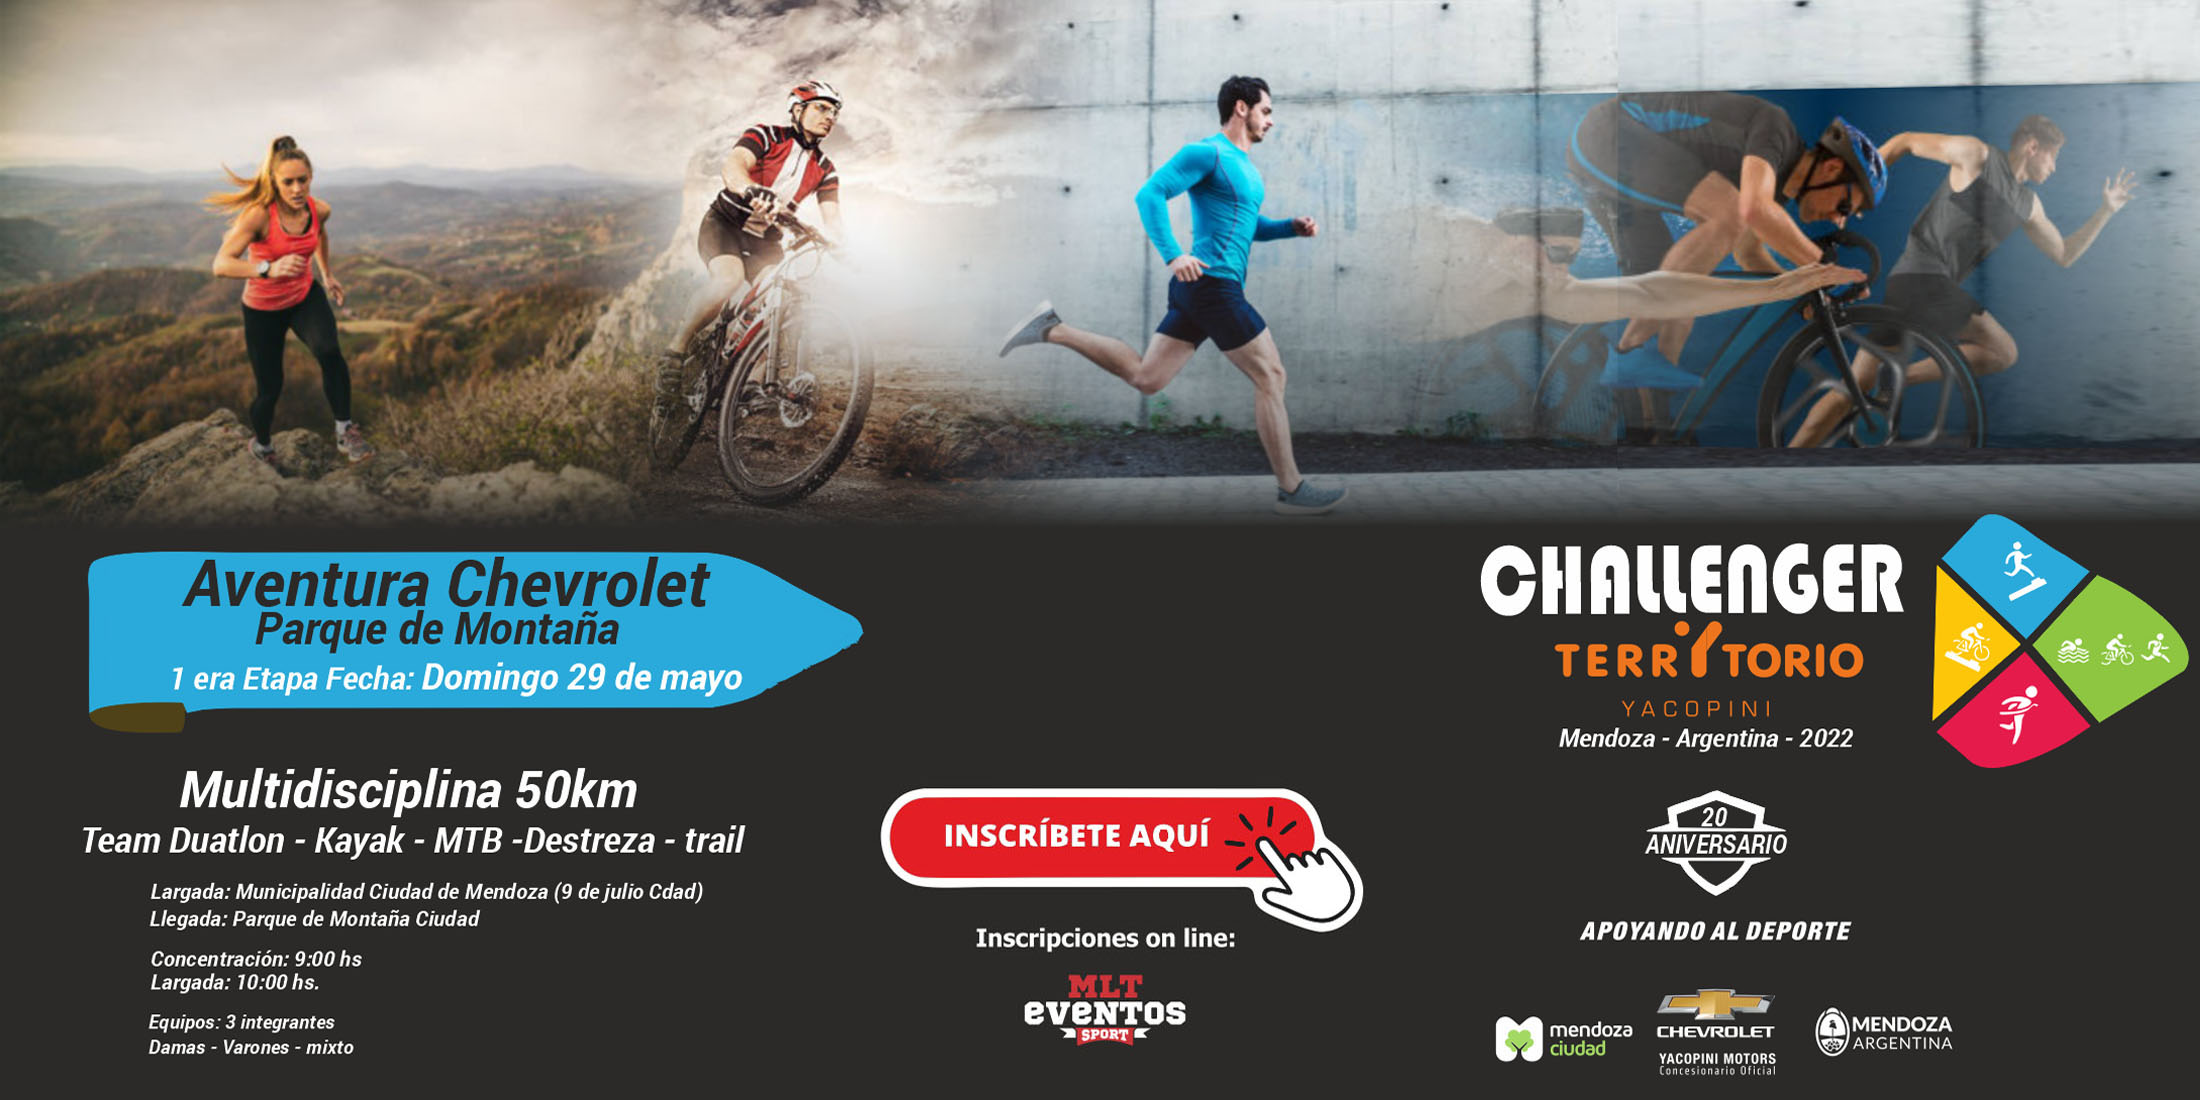 Aventura Chevrolet
Parque de Montaña
1 era Etapa Fecha: Domingo 29 de mayo
Multidisciplina 50km
Team Duatlon - Kayak - MTB -Destreza - trail
Largada: Municipalidad Ciudad de Mendoza (9 de julio Cdad)
Llegada: Parque de Montaña Ciudad
Concentración: 9:00 hs
Largada: 10:00 hs.
Equipos: 3 integrantes
Damas - Varones - mixto
INSCRÍBETE AQUÍ
Inscripciones on line:
MLT
eventos
SPORT
CHALLENGER
TERRITORIO
YACOPINI
Mendoza - Argentina - 2022
20
ANIVERSARIO
APOYANDO AL DEPORTE
mendoza
ciudad
CHEVROLET
YACOPINI MOTORS
Concesionario Oficial
MENDOZA
ARGENTINA